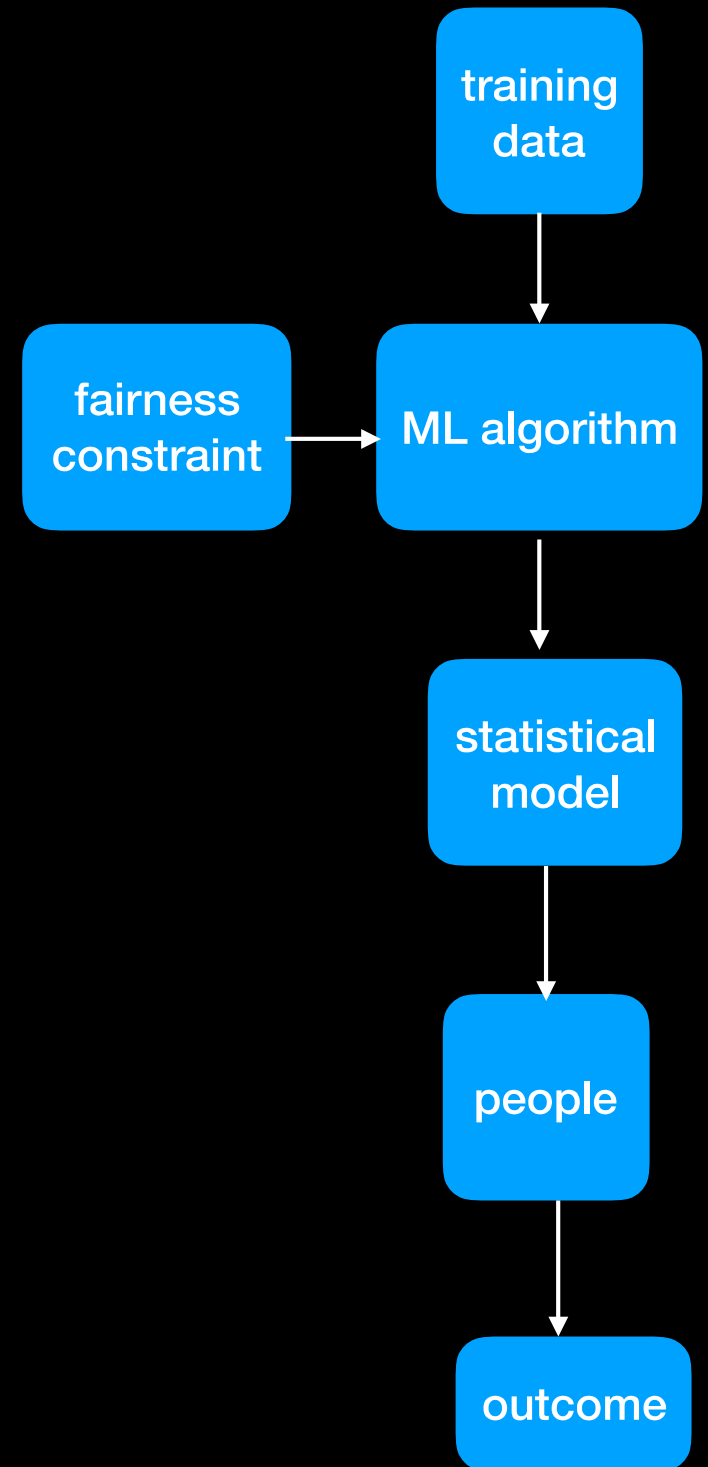 training
data
fairness
constraint
ML algorithm
statistical
model
people
outcome